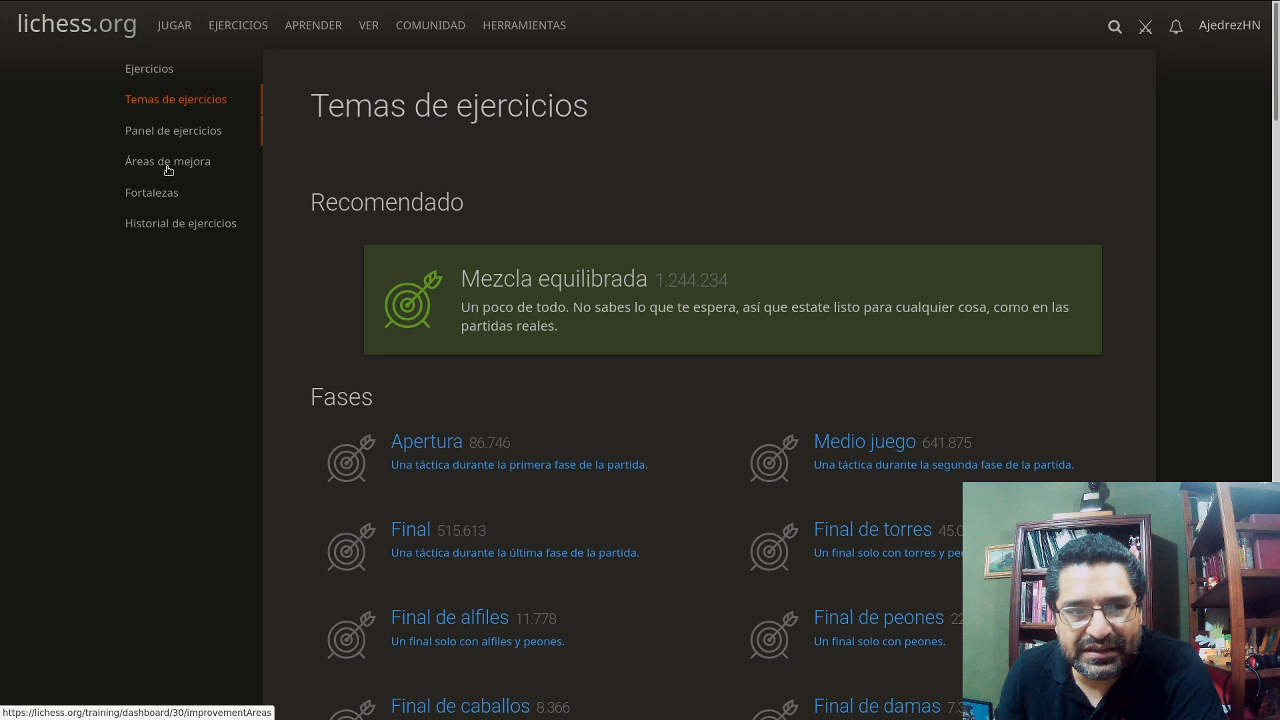 lichess.org
JUGAR
EJERCICIOS
APRENDER
VER
COMUNIDAD
HERRAMIENTAS
AjedrezHN
Ejercicios
Temas de ejercicios
Panel de ejercicios
Áreas de mejora
Fortalezas
Historial de ejercicios
Temas de ejercicios
Recomendado
Mezcla equilibrada 1.244.234
Un poco de todo. No sabes lo que te espera, así que estate listo para cualquier cosa, como en las
partidas reales.
Fases
Apertura 86.746
Una táctica durante la primera fase de la partida.
Medio juego 641.875
Una táctica durante la segunda fase de la partida.
Final 515.613
Una táctica durante la última fase de la partida.
Final de torres 45.0
Un final solo con torres y
Final de alfiles 11.778
Un final solo con alfiles y peones.
Final de peones 22
Un final solo con peones.
Final de caballos 8.366
Final de damas 7.3
https://lichess.org/training/dashboard/30/improvementAreas